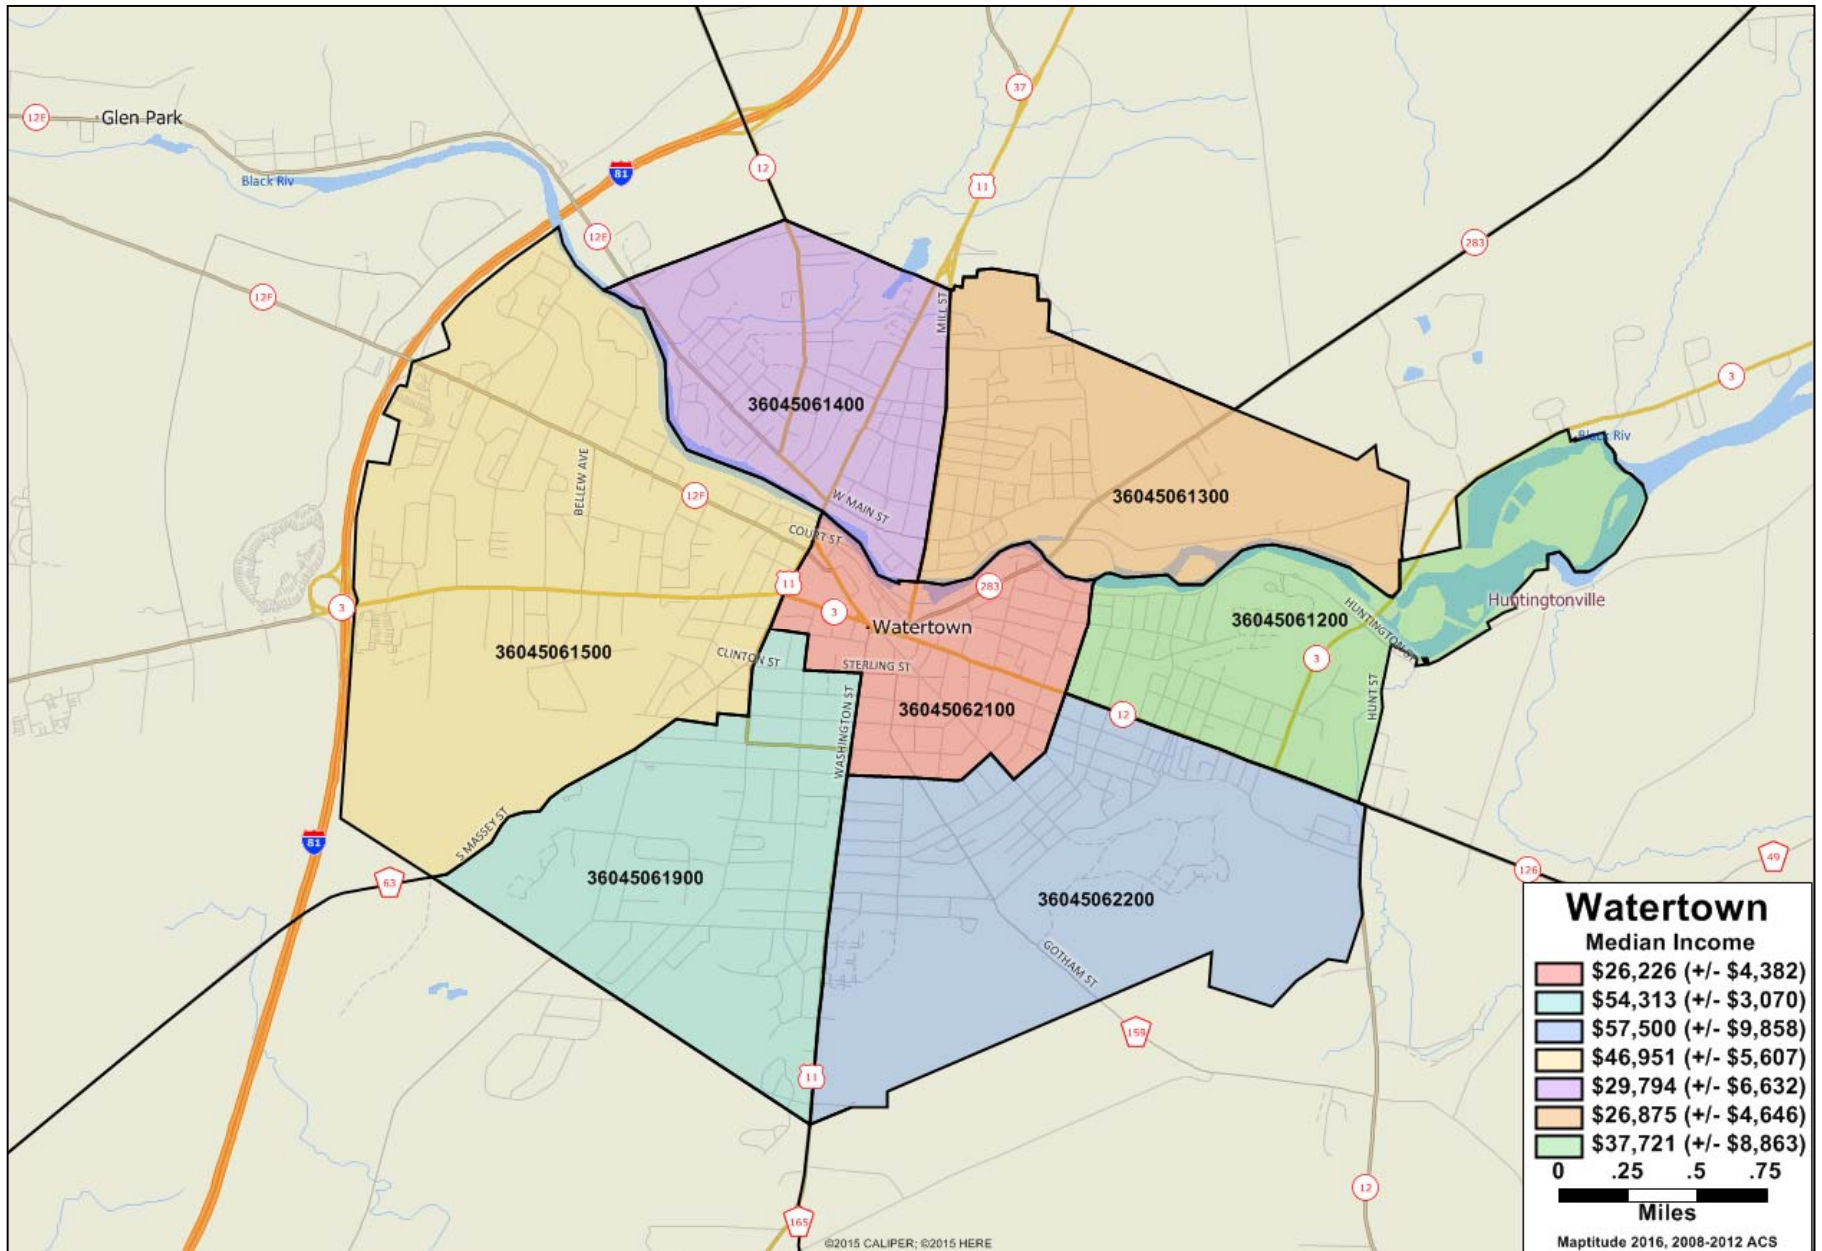 37
12E
Glen Park
81
12
Black Riv
11
12E
283
12F
MILL ST
3
36045061400
Black Riv
BELLEW AVE
12F
W MAIN ST
36045061300
COURT ST
11
283
3
3
Huntingtonville
Watertown
36045061200
HUNTINGTON ST
CLINTON ST
STERLING ST
3
36045061500
HUNT ST
WASHINGTON ST
36045062100
12
S MASSEY ST
81
63
36045061900
36045062200
126
49
GOTHAM ST
159
11
12
165
Watertown
Median Income
$26,226 (+/- $4,382)
$54,313 (+/- $3,070)
$57,500 (+/- $9,858)
$46,951 (+/- $5,607)
$29,794 (+/- $6,632)
$26,875 (+/- $4,646)
$37,721 (+/- $8,863)
0 .25 .5 .75
Miles
Maptitude 2016, 2008-2012 ACS
©2015 CALIPER; ©2015 HERE